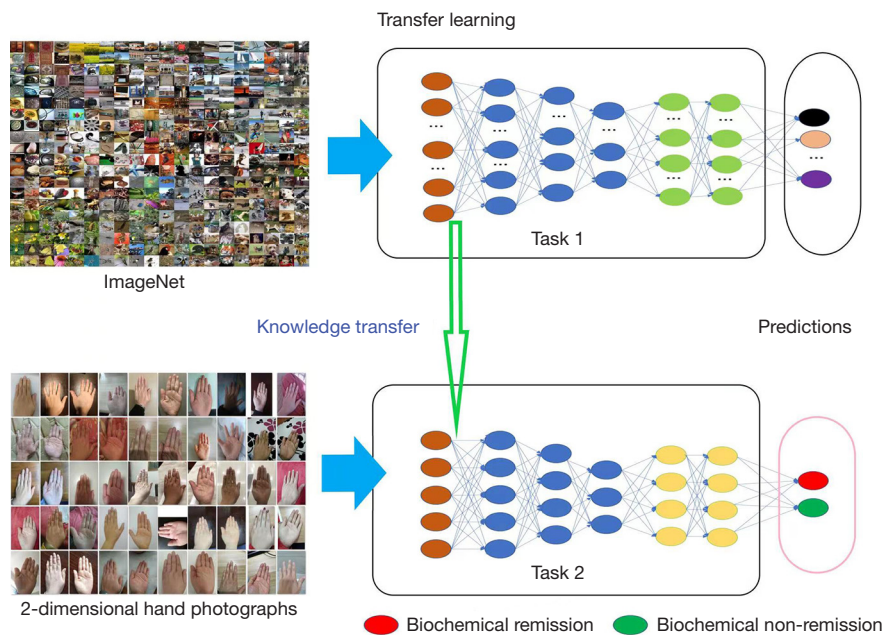 Transfer learning
...
...
...
...
...
...
...
...
...
...
Task 1
ImageNet
Knowledge transfer
Predictions
Task 2
2-dimensional hand photographs
Biochemical remission
Biochemical non-remission